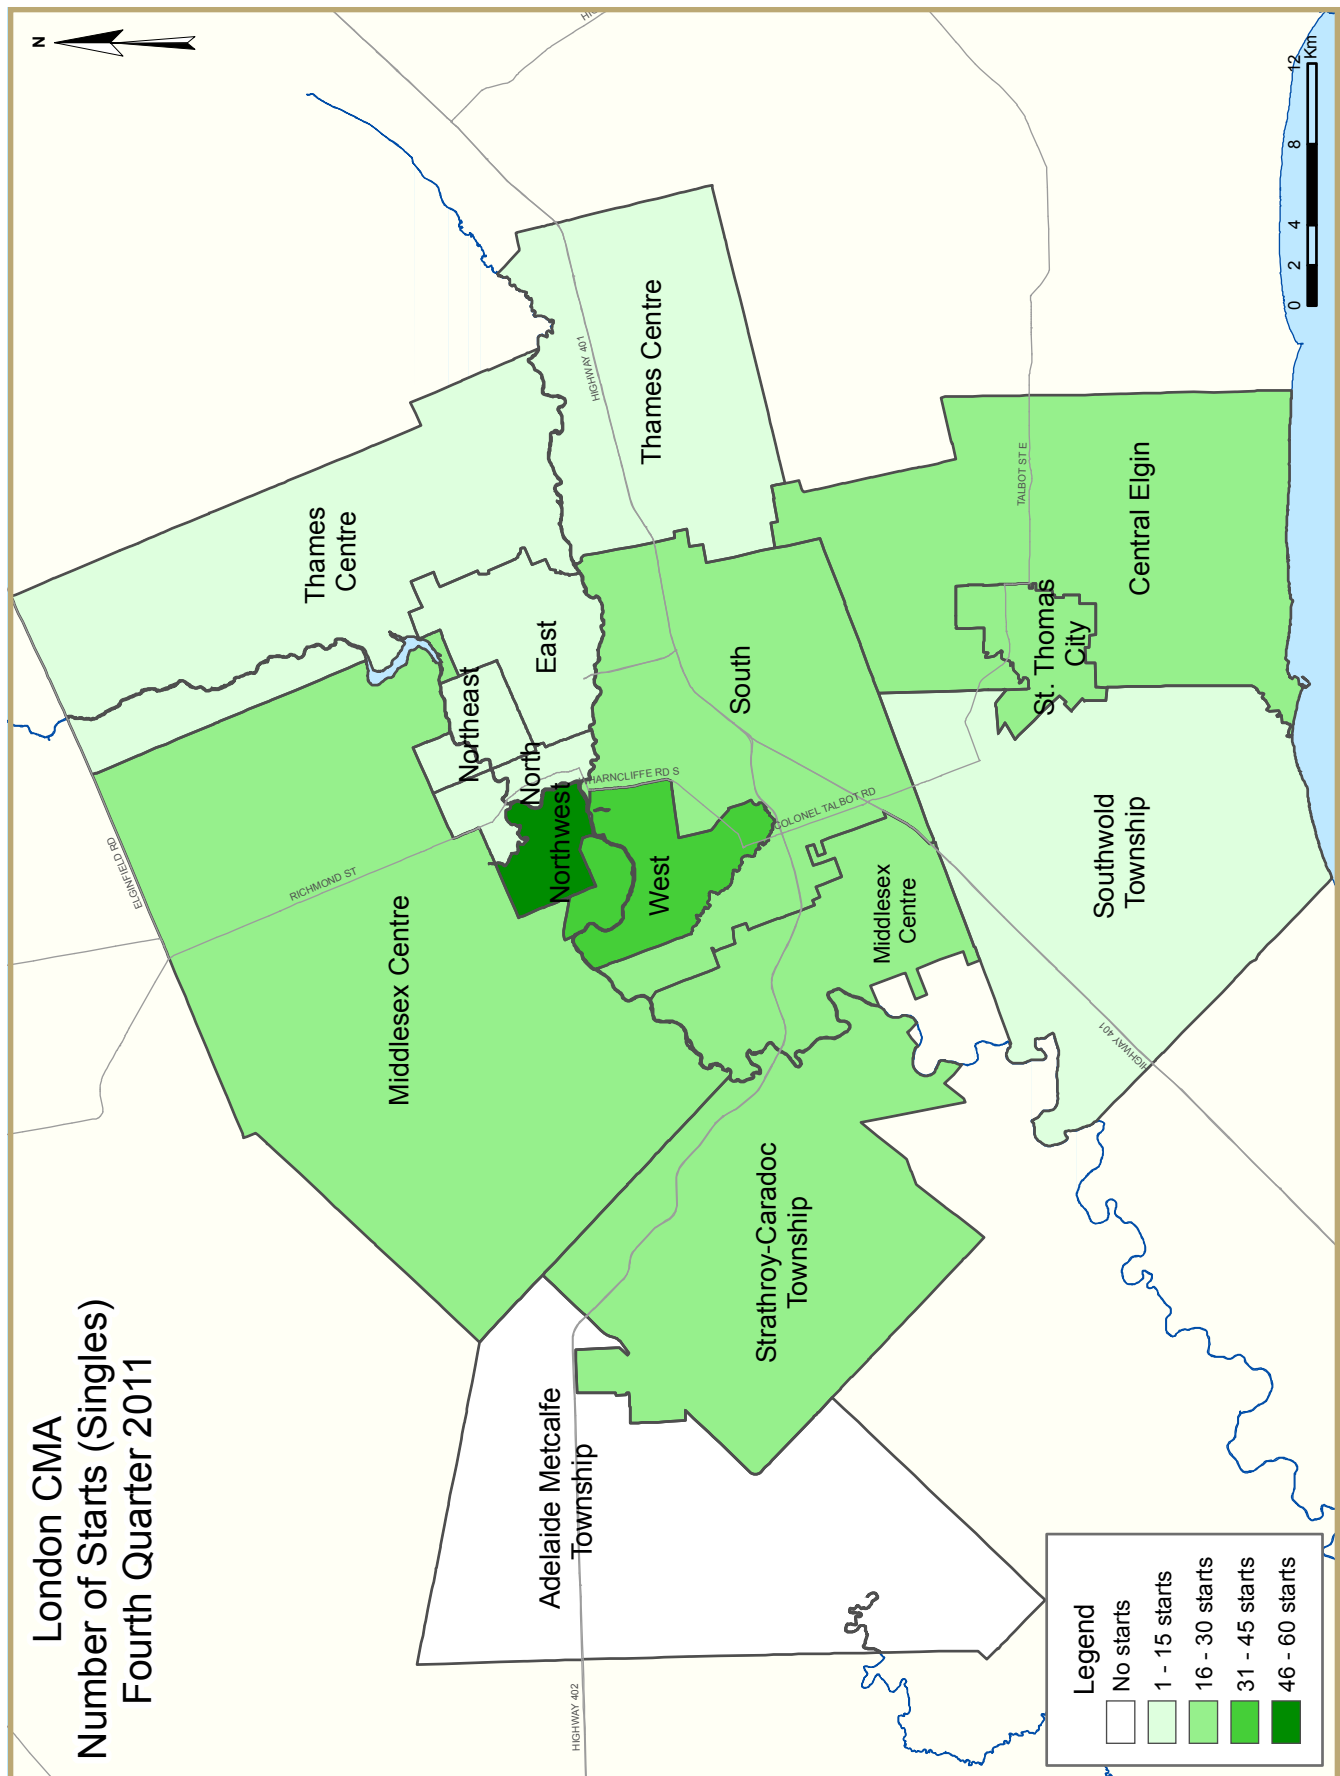 London CMA
Number of Starts (Singles)
Fourth Quarter 2011
N
ELGINFIELD RD
RICHMOND ST
Middlesex Centre
Thames
Centre
Northeast
North
Northwest
East
HIGHWAY 401
Thames Centre
WHARNCLIFFE RD S
West
South
COLONEL TALBOT RD
Middlesex
Centre
Adelaide Metcalfe
Township
HIGHWAY 402
Strathroy-Caradoc
Township
TALBOT ST E
St. Thomas
City
Central Elgin
Southwold
Township
HIGHWAY 401
Legend
No starts
1 - 15 starts
16 - 30 starts
31 - 45 starts
46 - 60 starts
0 2 4 8 12
Km